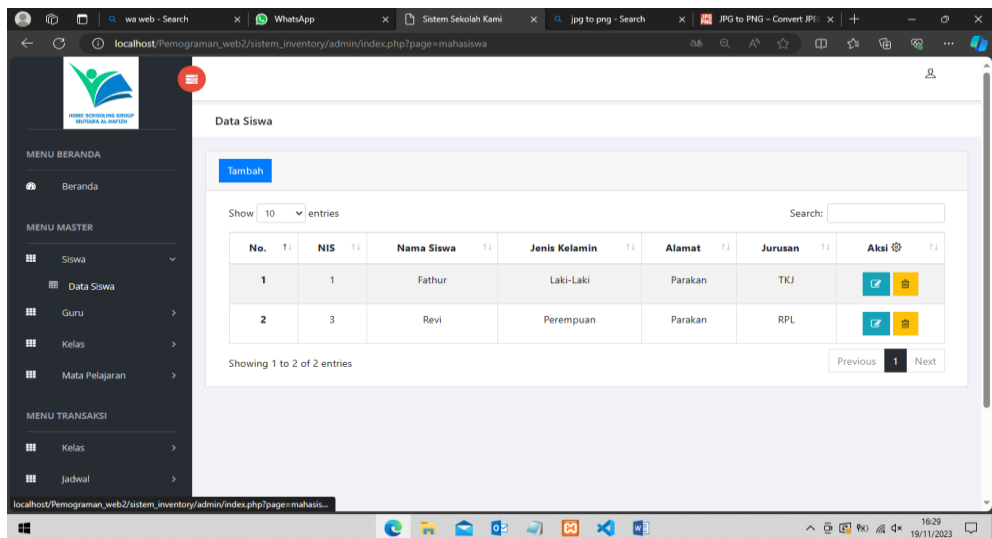 wa web - Search
WhatsApp
Sistem Sekolah Kami
jpg to png - Search
JPG to PNG – Convert JPE
localhost/Pemograman_web2/sistem_inventory/admin/index.php?page=mahasiswa
HOME SCHOOLING GROUP
MUTIARA AL-HAFIZH
Data Siswa
MENU BERANDA
Beranda
MENU MASTER
Siswa
Data Siswa
Guru
Kelas
Mata Pelajaran
MENU TRANSAKSI
Kelas
Jadwal
Tambah
Show 10 entries
Search:
No. NIS Nama Siswa Jenis Kelamin Alamat Jurusan Aksi
1 1 Fathur Laki-Laki Parakan TKJ
2 3 Revi Perempuan Parakan RPL
Showing 1 to 2 of 2 entries
Previous 1 Next
localhost/Pemograman_web2/sistem_inventory/admin/index.php?page=mahasis...
16:29
19/11/2023